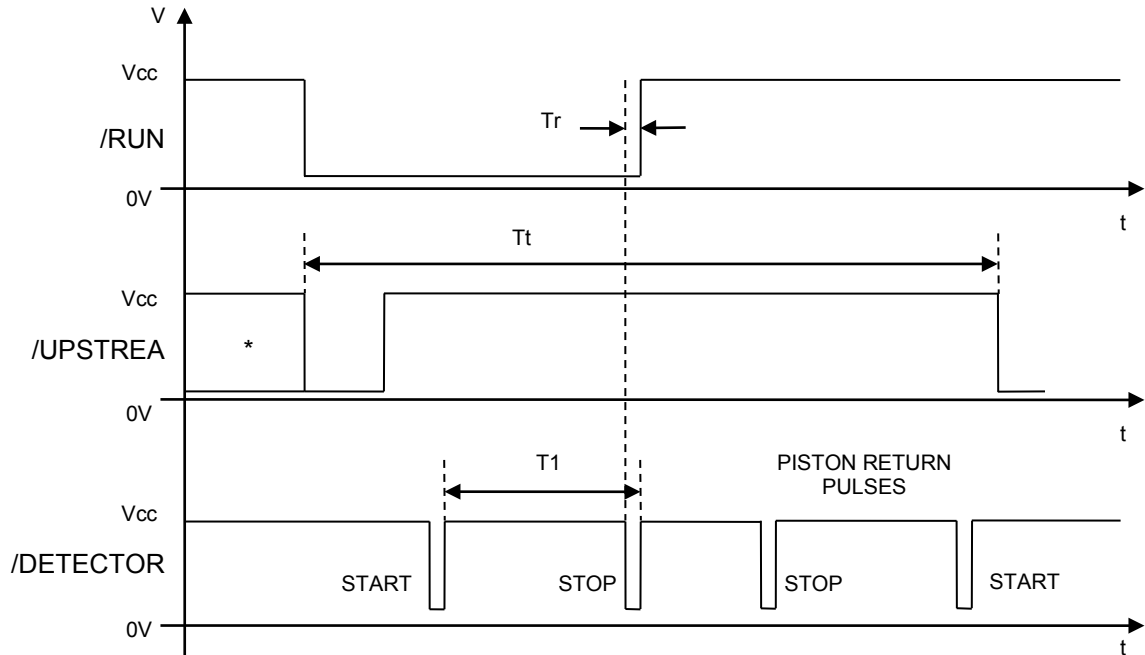 V
Vcc
Tr
/RUN
0V
t
Tt
Vcc
/UPSTREA
*
0V
t
T1
PISTON RETURN
PULSES
Vcc
/DETECTOR
START
STOP
STOP
START
0V
t